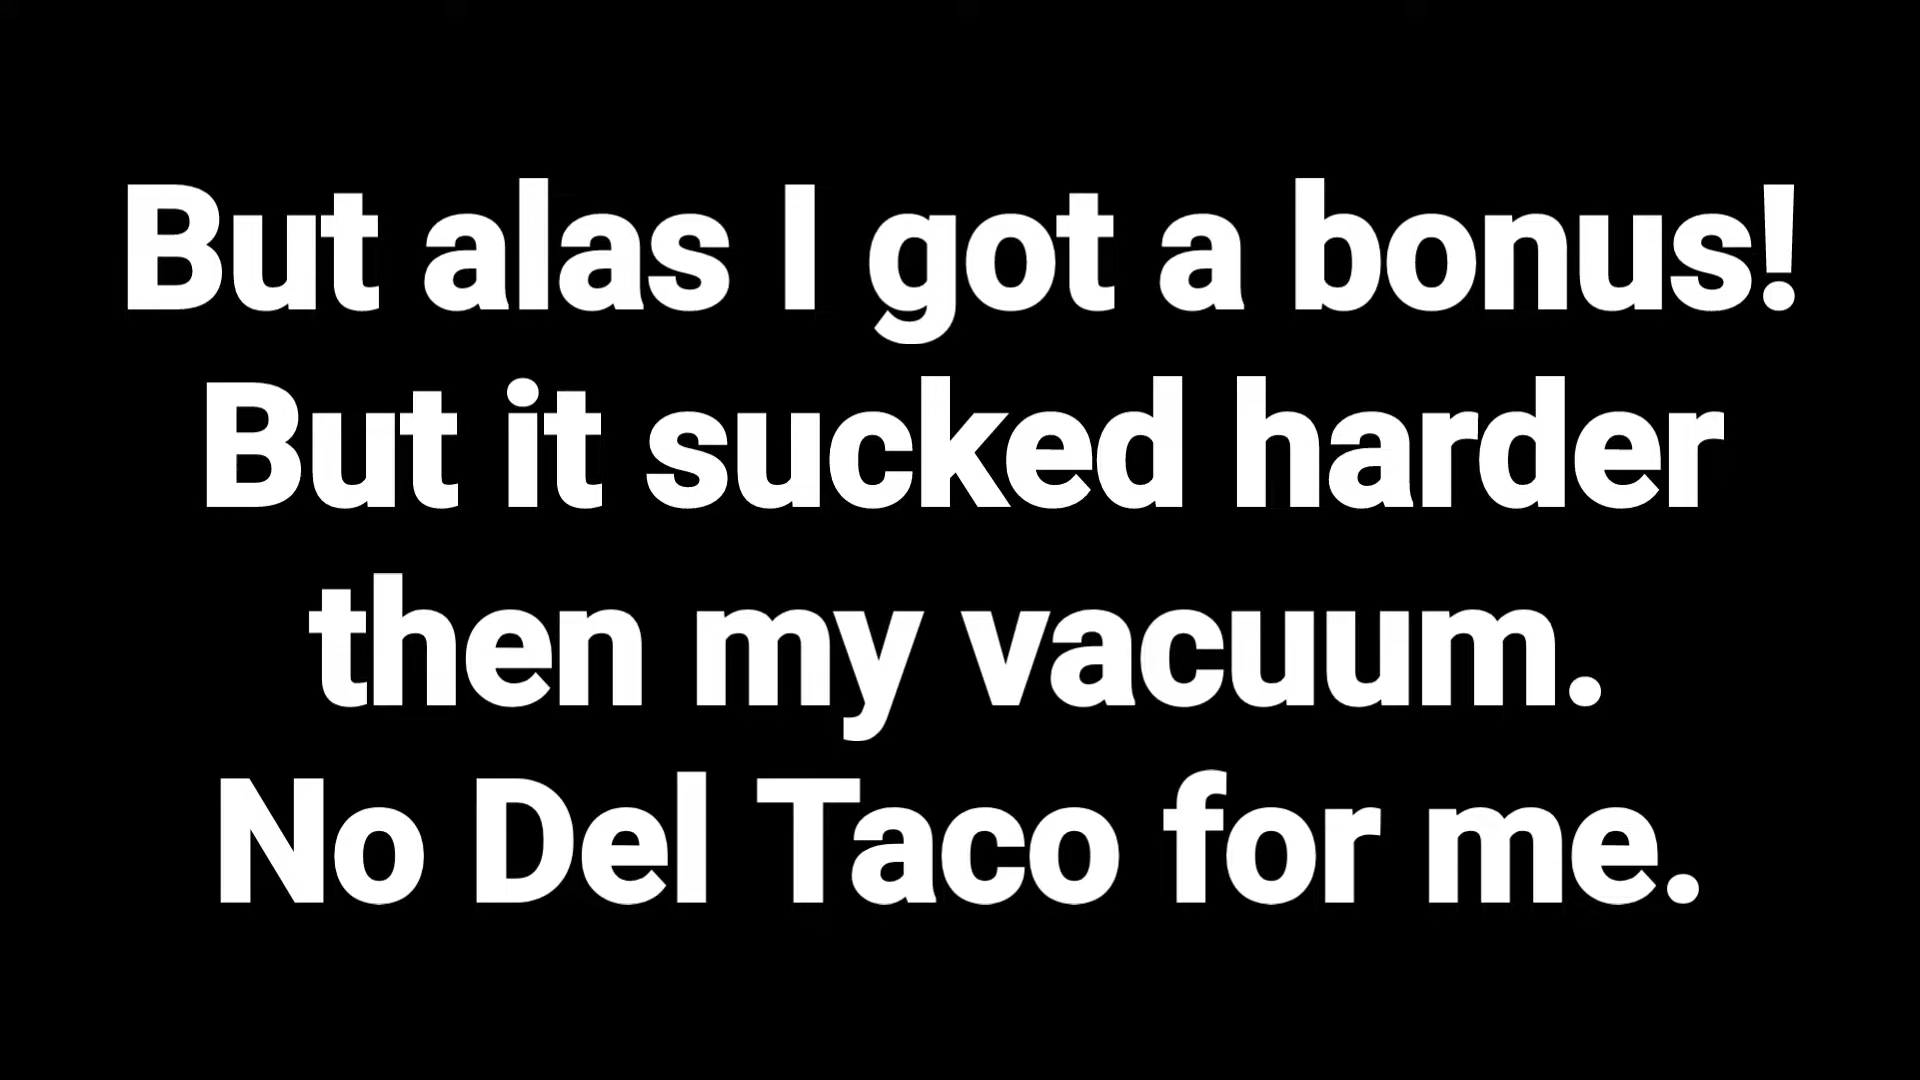 But alas I got a bonus!
But it sucked harder
then my vacuum.
No Del Taco for me.